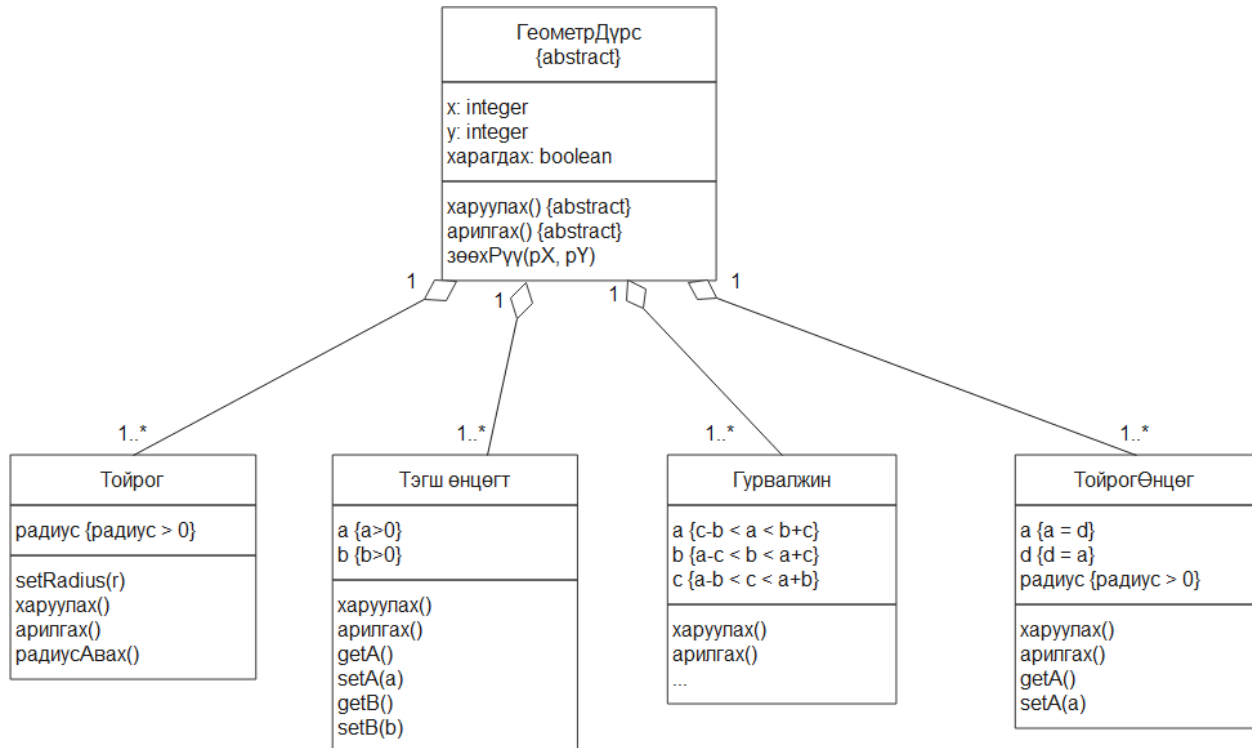 ГеометрДүрс
{abstract}
x: integer
y: integer
харагдах: boolean
харуулах() {abstract}
арилгах() {abstract}
зөөхРүү(pX, pY)
1
1
1
1
1..*
1..*
1..*
1..*
Тойрог
радиус {радиус > 0}
setRadius(r)
харуулах()
арилгах()
радиусАвах()
Тэгш өнцөгт
a {a>0}
b {b>0}
харуулах()
арилгах()
getA()
setA(a)
getB()
setB(b)
Гурвалжин
a {c-b < a < b+c}
b {a-c < b < a+c}
c {a-b < c < a+b}
харуулах()
арилгах()
...
ТойрогӨнцөг
a {a = d}
d {d = a}
радиус {радиус > 0}
харуулах()
арилгах()
getA()
setA(a)